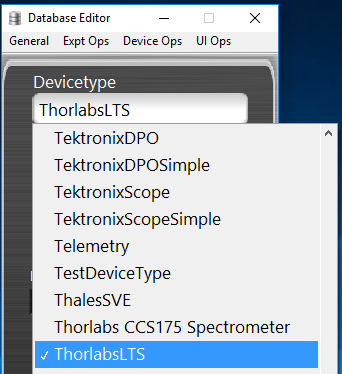 Database Editor
General Expt Ops Device Ops UI Ops
Devicetype
ThorlabsLTS
TektronixDPO
TektronixDPOSimple
TektronixScope
TektronixScopeSimple
Telemetry
TestDeviceType
ThalesSVE
Thorlabs CCS175 Spectrometer
✓ ThorlabsLTS